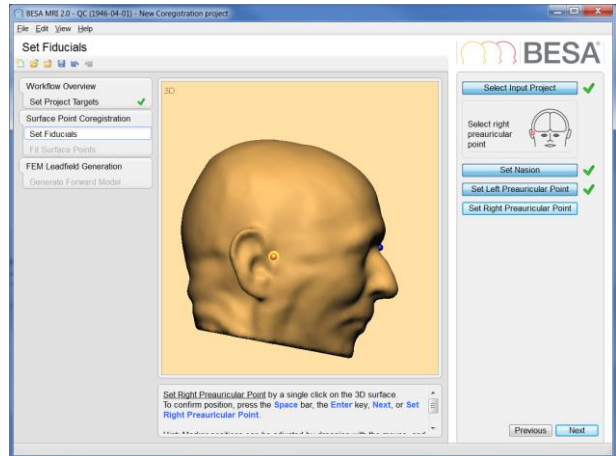 BESA MRI 2.0 - QC (1946-04-01) - New Coregistration project
File Edit View Help
Set Fiducials
BESA
Workflow Overview
Set Project Targets
Surface Point Coregistration
Set Fiducials
Fit Surface Points
FEM Leadfield Generation
Generate Forward Model
3D
Set Right Preauricular Point by a single click on the 3D surface.
To confirm position, press the Space bar, the Enter key, Next, or Set
Right Preauricular Point.
Select Input Project
Select right
preauricular
point
Set Nasion
Set Left Preauricular Point
Set Right Preauricular Point
Previous Next